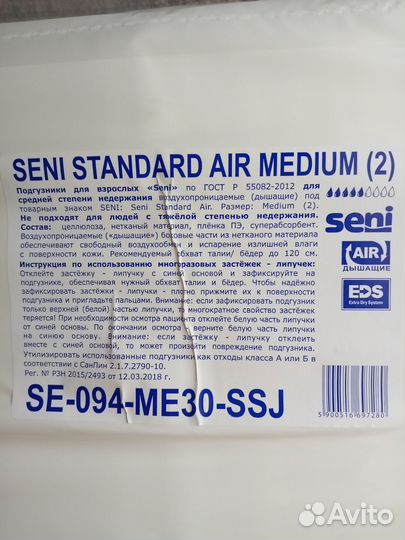 SENI STANDARD AIR MEDIUM (2)
Подгузники для взрослых «Seni» по ГОСТ Р 55082-2012 для
средней степени недержания воздухопроницаемые (дышащие) под
товарным знаком SENI: Seni Standard Air. Размер: Medium (2).
Не подходят для людей с тяжёлой степенью недержания.
Состав: целлюлоза, нетканый материал, плёнка ПЭ, суперабсорбент.
Воздухопроницаемые («дышащие») боковые части из нетканого материала
обеспечивают свободный воздухообмен и испарение излишней влаги
с поверхности кожи. Рекомендуемый обхват талии/ бёдер до 120 см.
Инструкция по использованию многоразовых застёжек - липучек:
Отклейте застёжку - липучку с синей основой и зафиксируйте на
подгузнике, обеспечивая нужный обхват талии и бёдер. Чтобы надёжно
зафиксировать застёжки - липучки - плотно прижмите их к поверхности
подгузника и пригладьте пальцами. Внимание: если зафиксировать подгузник
только верхней (белой) частью липучки, то многократное свойство застёжек
теряется! При необходимости осмотра пациента отклейте белую часть липучки
от синей основы. По окончании осмотра - верните белую часть липучки
на синюю основу. Внимание: если застёжку - липучку отклеить
вместе с синей основой, то может произойти повреждение подгузника.
Утилизировать использованные подгузники как отходы класса А или Б в
соответствии с СанПин 2.1.7.2790-10.
Рег. № РЗН 2015/2493 от 12.03.2018 г.
seni
AIR
ДЫШАЩИЕ
EDS
Extra Dry System
SE-094-ME30-SSJ
5 900516 697280
Avito